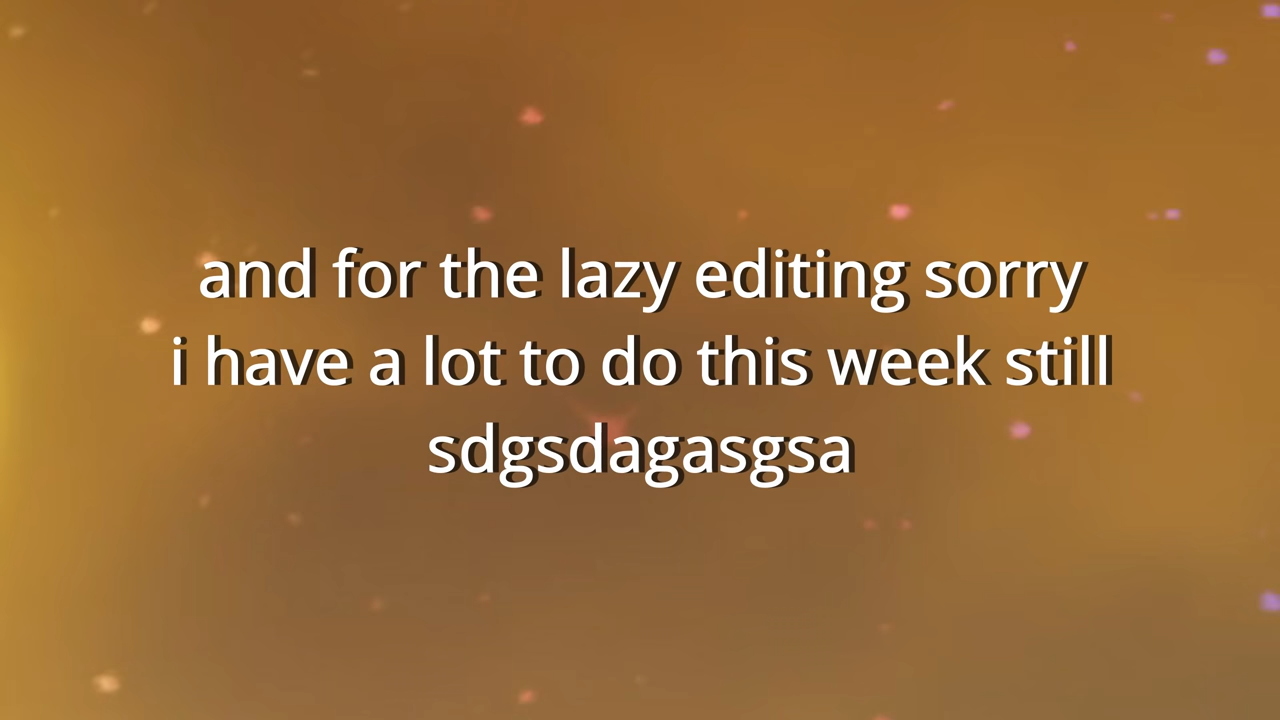 and for the lazy editing sorry
i have a lot to do this week still
sdgsdagasgsa